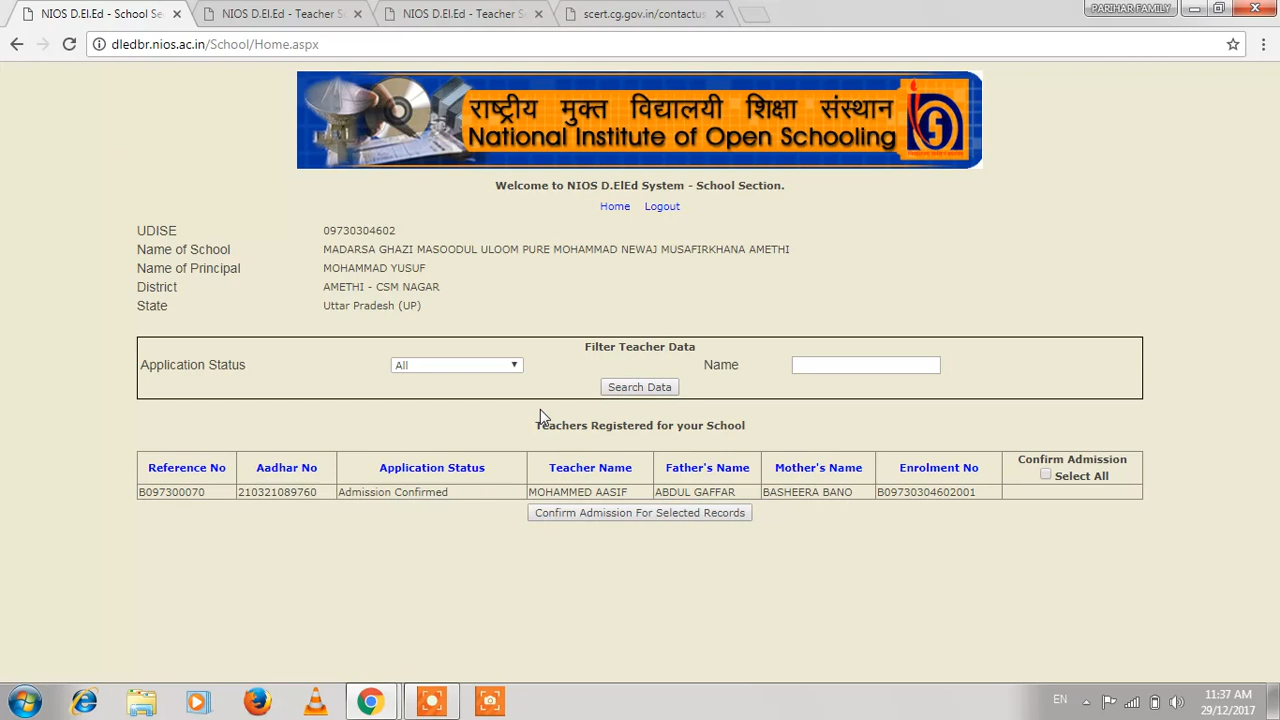 NIOS D.El.Ed - School Se
NIOS D.El.Ed - Teacher S
NIOS D.El.Ed - Teacher S
scert.cg.gov.in/contactus
PARIHAR FAMILY
dledbr.nios.ac.in/School/Home.aspx
राष्ट्रीय मुक्त विद्यालयी शिक्षा संस्थान
National Institute of Open Schooling
Welcome to NIOS D.ElEd System - School Section.
Home Logout
UDISE 09730304602
Name of School MADARSA GHAZI MASOODUL ULOOM PURE MOHAMMAD NEWAJ MUSAFIRKHANA AMETHI
Name of Principal MOHAMMAD YUSUF
District AMETHI - CSM NAGAR
State Uttar Pradesh (UP)
Filter Teacher Data
Application Status All Name
Search Data
Teachers Registered for your School
Reference No Aadhar No Application Status Teacher Name Father's Name Mother's Name Enrolment No Confirm Admission Select All
B097300070 210321089760 Admission Confirmed MOHAMMED AASIF ABDUL GAFFAR BASHEERA BANO B09730304602001
Confirm Admission For Selected Records
EN
11:37 AM
29/12/2017